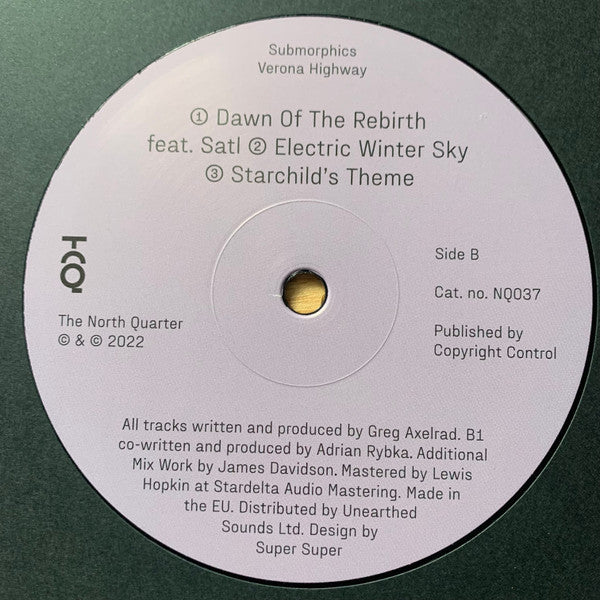 Submorphics
Verona Highway
① Dawn Of The Rebirth
feat. Satl ② Electric Winter Sky
③ Starchild's Theme
TNQ
The North Quarter
© & © 2022
Side B
Cat. no. NQ037
Published by
Copyright Control
All tracks written and produced by Greg Axelrad. B1
co-written and produced by Adrian Rybka. Additional
Mix Work by James Davidson. Mastered by Lewis
Hopkin at Stardelta Audio Mastering. Made in
the EU. Distributed by Unearthed
Sounds Ltd. Design by
Super Super